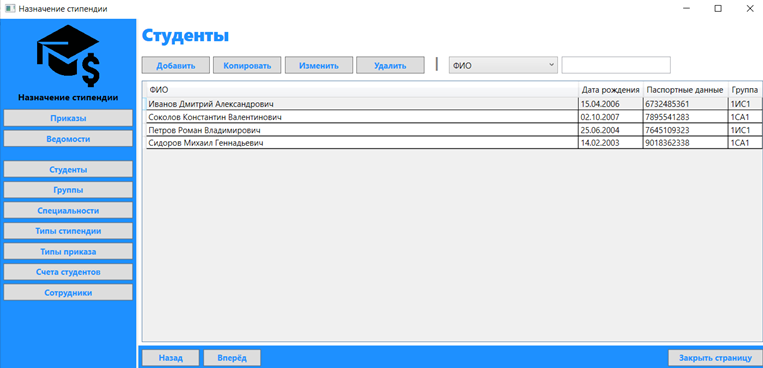 Назначение стипендии
Назначение стипендии
Приказы
Ведомости
Студенты
Группы
Специальности
Типы стипендии
Типы приказа
Счета студентов
Сотрудники
Студенты
Добавить Копировать Изменить Удалить | ФИО
ФИО Дата рождения Паспортные данные Группа
Иванов Дмитрий Александрович 15.04.2006 6732485361 1ИС1
Соколов Константин Валентинович 02.10.2007 7895541283 1СА1
Петров Роман Владимирович 25.06.2004 7645109323 1ИС1
Сидоров Михаил Геннадьевич 14.02.2003 9018362338 1СА1
Назад Вперёд Закрыть страницу